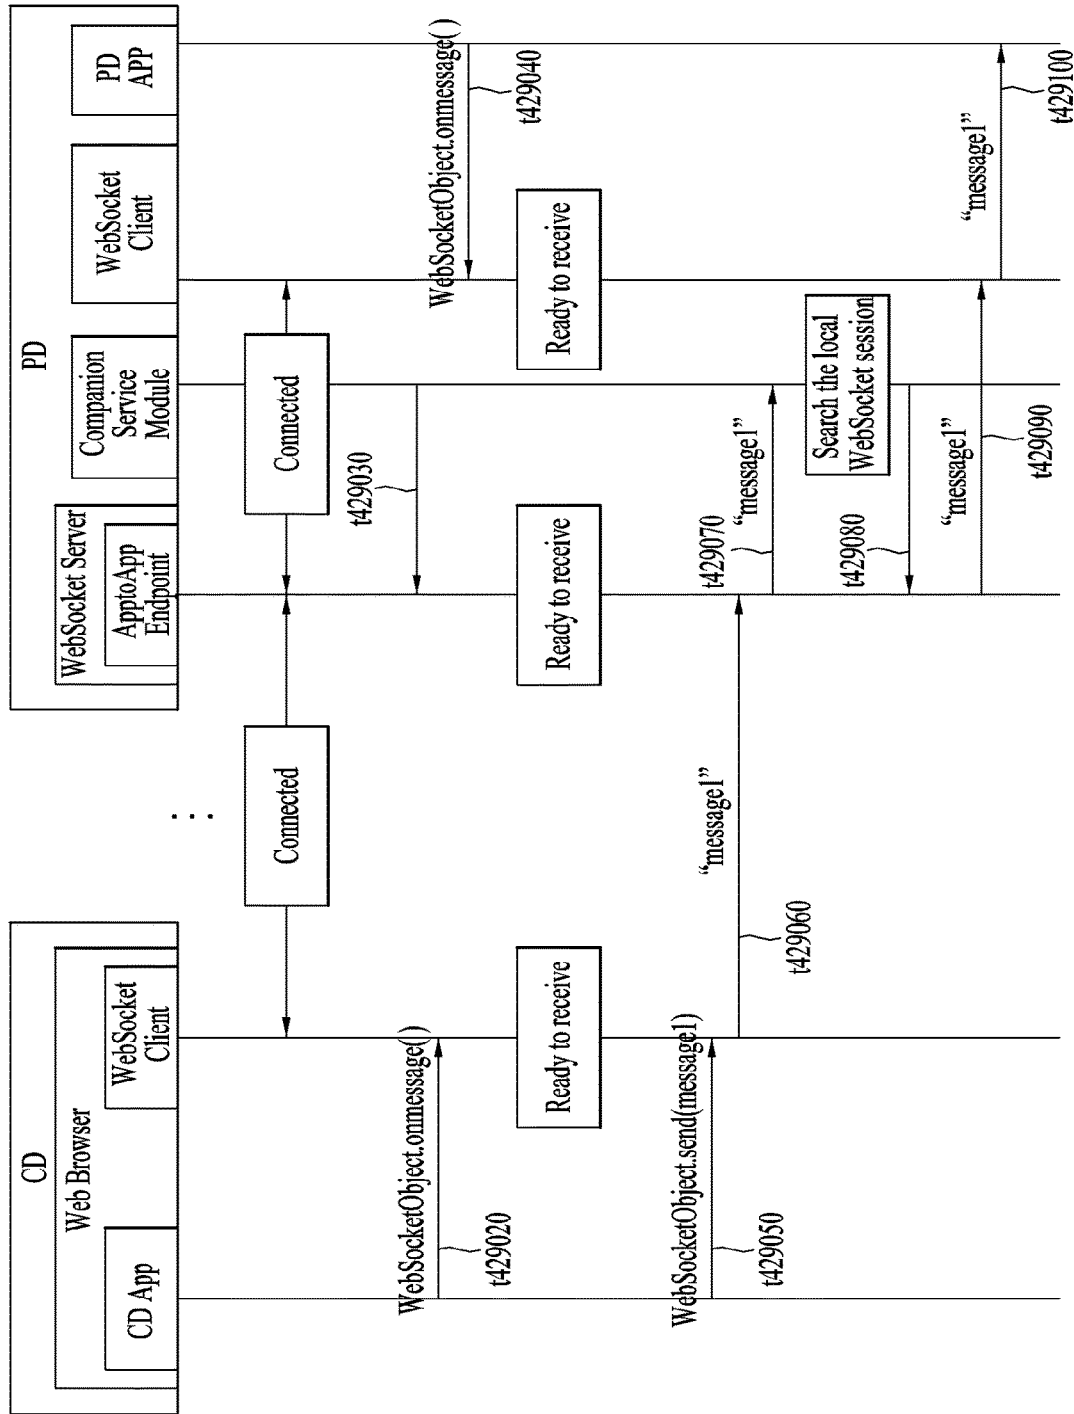 CD
Web Browser
CD App
WebSocket
Client
. . .
PD
WebSocket Server
ApptoApp
Endpoint
Companion
Service
Module
WebSocket
Client
PD
APP
Connected
Connected
WebSocketObject.onmessage()
t429020
t429030
WebSocketObject.onmessage( )
t429040
Ready to receive
Ready to receive
Ready to receive
WebSocketObject.send(message1)
t429050
“message1”
t429060
t429070
“message1”
Search the local
WebSocket session
t429080
“message1”
t429090
“message1”
t429100